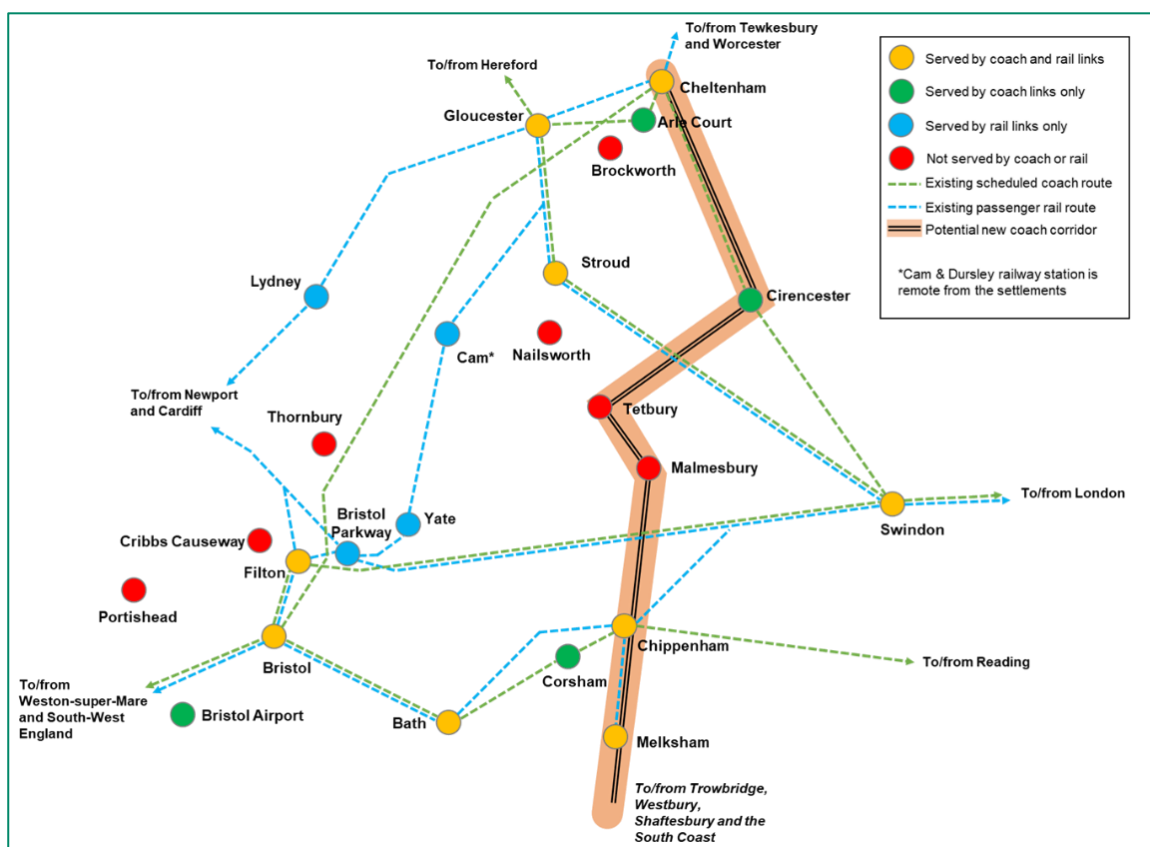 To/from Tewkesbury
and Worcester
To/from Hereford
Cheltenham
Gloucester
Arle Court
Brockworth
Stroud
Lydney
Cirencester
Cam*
Nailsworth
To/from Newport
and Cardiff
Thornbury
Tetbury
Malmesbury
To/from London
Swindon
Bristol
Parkway
Yate
Cribbs Causeway
Filton
Portishead
Chippenham
Bristol
Corsham
To/from Reading
To/from
Weston-super-Mare
and South-West
England
Bristol Airport
Bath
Melksham
To/from Trowbridge,
Westbury,
Shaftesbury and the
South Coast
Served by coach and rail links
Served by coach links only
Served by rail links only
Not served by coach or rail
Existing scheduled coach route
Existing passenger rail route
Potential new coach corridor
*Cam & Dursley railway station is
remote from the settlements